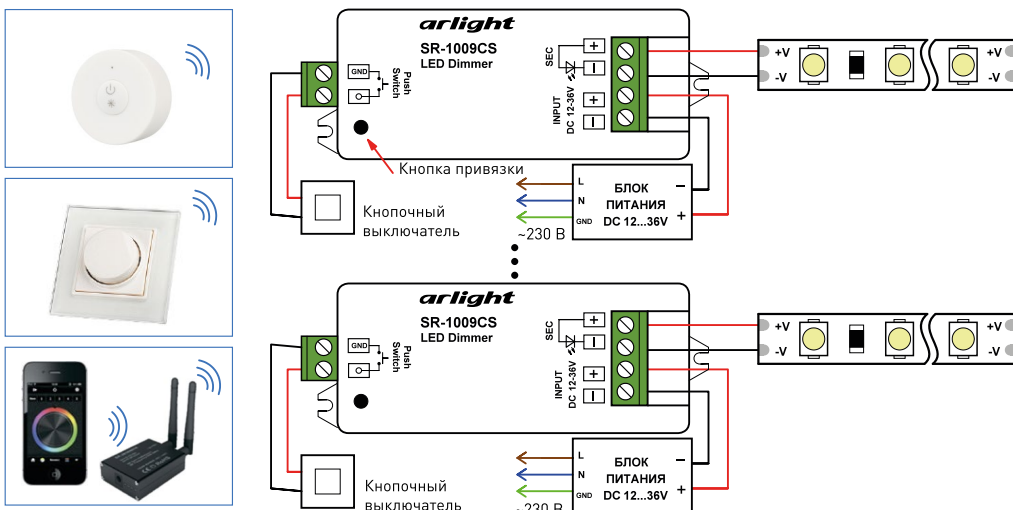 arlight
SR-1009CS
LED Dimmer
GND
Push
Switch
SEC
+
−
INPUT
DC 12-36V
+
−
Кнопка привязки
Кнопочный
выключатель
L
N
GND
~230 В
БЛОК
ПИТАНИЯ
DC 12...36V
−
+
+V
-V
+V
-V
arlight
SR-1009CS
LED Dimmer
GND
Push
Switch
SEC
+
−
INPUT
DC 12-36V
+
−
Кнопочный
выключатель
L
N
GND
~230 В
БЛОК
ПИТАНИЯ
DC 12...36V
−
+
+V
-V
+V
-V